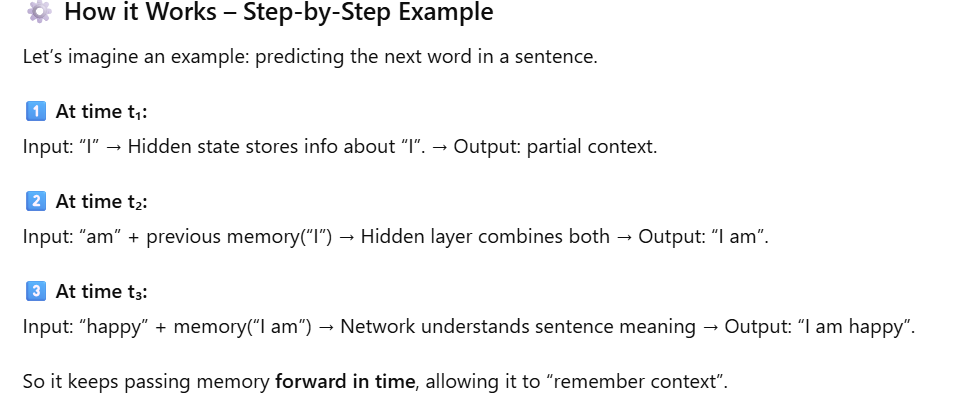 ⚙️ How it Works – Step-by-Step Example
Let’s imagine an example: predicting the next word in a sentence.
1️⃣ At time t₁:
Input: “I” → Hidden state stores info about “I”. → Output: partial context.
2️⃣ At time t₂:
Input: “am” + previous memory(“I”) → Hidden layer combines both → Output: “I am”.
3️⃣ At time t₃:
Input: “happy” + memory(“I am”) → Network understands sentence meaning → Output: “I am happy”.
So it keeps passing memory forward in time, allowing it to “remember context”.